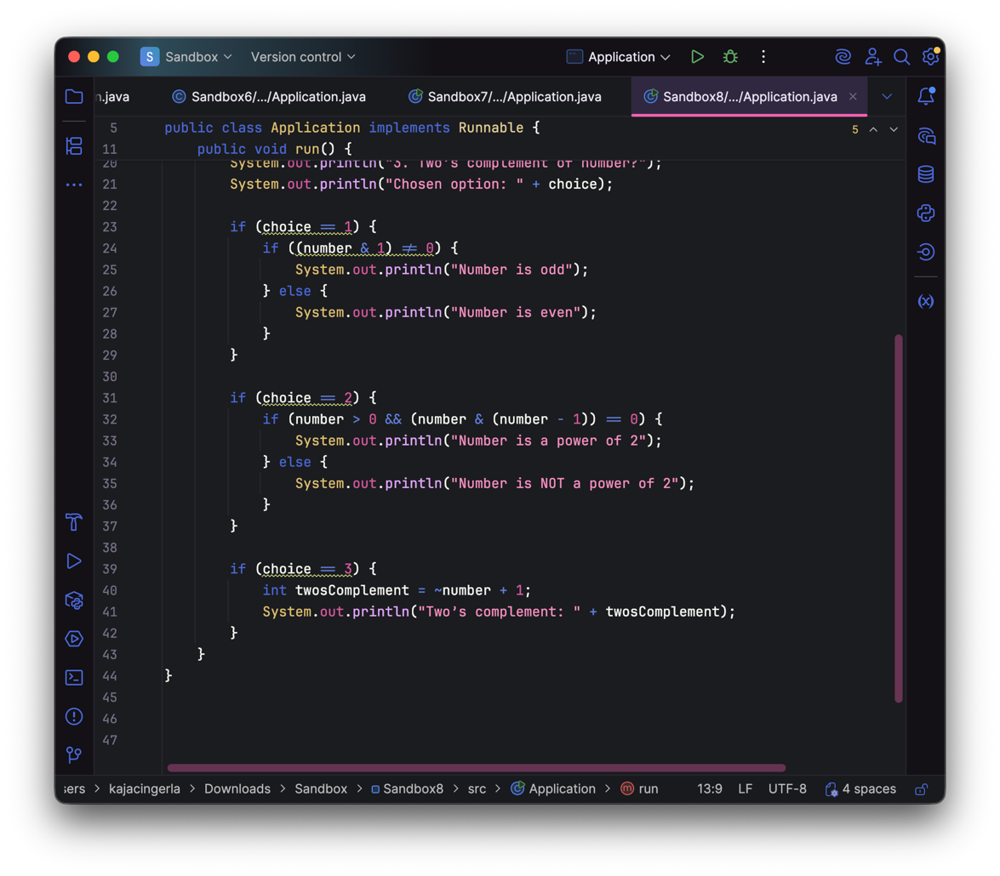 S Sandbox Version control Application
n.java Sandbox6/.../Application.java Sandbox7/.../Application.java Sandbox8/.../Application.java
5 public class Application implements Runnable { 5
11 public void run() {
20 System.out.println("3. Two's complement of number?");
21 System.out.println("Chosen option: " + choice);
22
23 if (choice == 1) {
24 if ((number & 1) != 0) {
25 System.out.println("Number is odd");
26 } else {
27 System.out.println("Number is even");
28 }
29 }
30
31 if (choice == 2) {
32 if (number > 0 && (number & (number - 1)) == 0) {
33 System.out.println("Number is a power of 2");
34 } else {
35 System.out.println("Number is NOT a power of 2");
36 }
37 }
38
39 if (choice == 3) {
40 int twosComplement = ~number + 1;
41 System.out.println("Two's complement: " + twosComplement);
42 }
43 }
44 }
45
46
47
sers > kajacingerla > Downloads > Sandbox > Sandbox8 > src > Application > m run 13:9 LF UTF-8 4 spaces